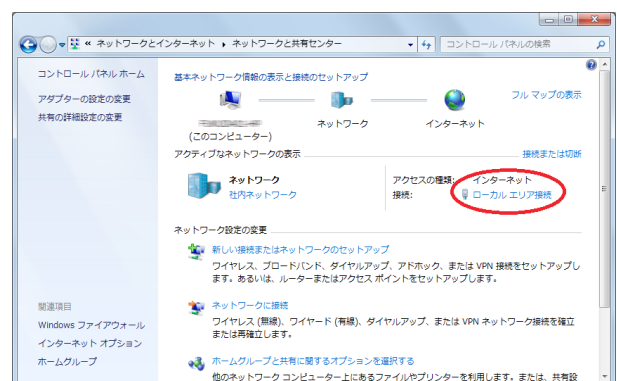 « ネットワークとインターネット ▸ ネットワークと共有センター
コントロール パネルの検索
コントロール パネル ホーム
アダプターの設定の変更
共有の詳細設定の変更
基本ネットワーク情報の表示と接続のセットアップ
フル マップの表示
(このコンピューター)
ネットワーク
インターネット
アクティブなネットワークの表示
接続または切断
ネットワーク
社内ネットワーク
アクセスの種類: インターネット
接続: ローカル エリア接続
ネットワーク設定の変更
新しい接続またはネットワークのセットアップ
ワイヤレス、ブロードバンド、ダイヤルアップ、アドホック、または VPN 接続をセットアップし
ます。あるいは、ルーターまたはアクセス ポイントをセットアップします。
ネットワークに接続
ワイヤレス (無線)、ワイヤード (有線)、ダイヤルアップ、または VPN ネットワーク接続を確立
または再確立します。
ホームグループと共有に関するオプションを選択する
他のネットワーク コンピューター上にあるファイルやプリンターを利用します。または、共有設
関連項目
Windows ファイアウォール
インターネット オプション
ホームグループ